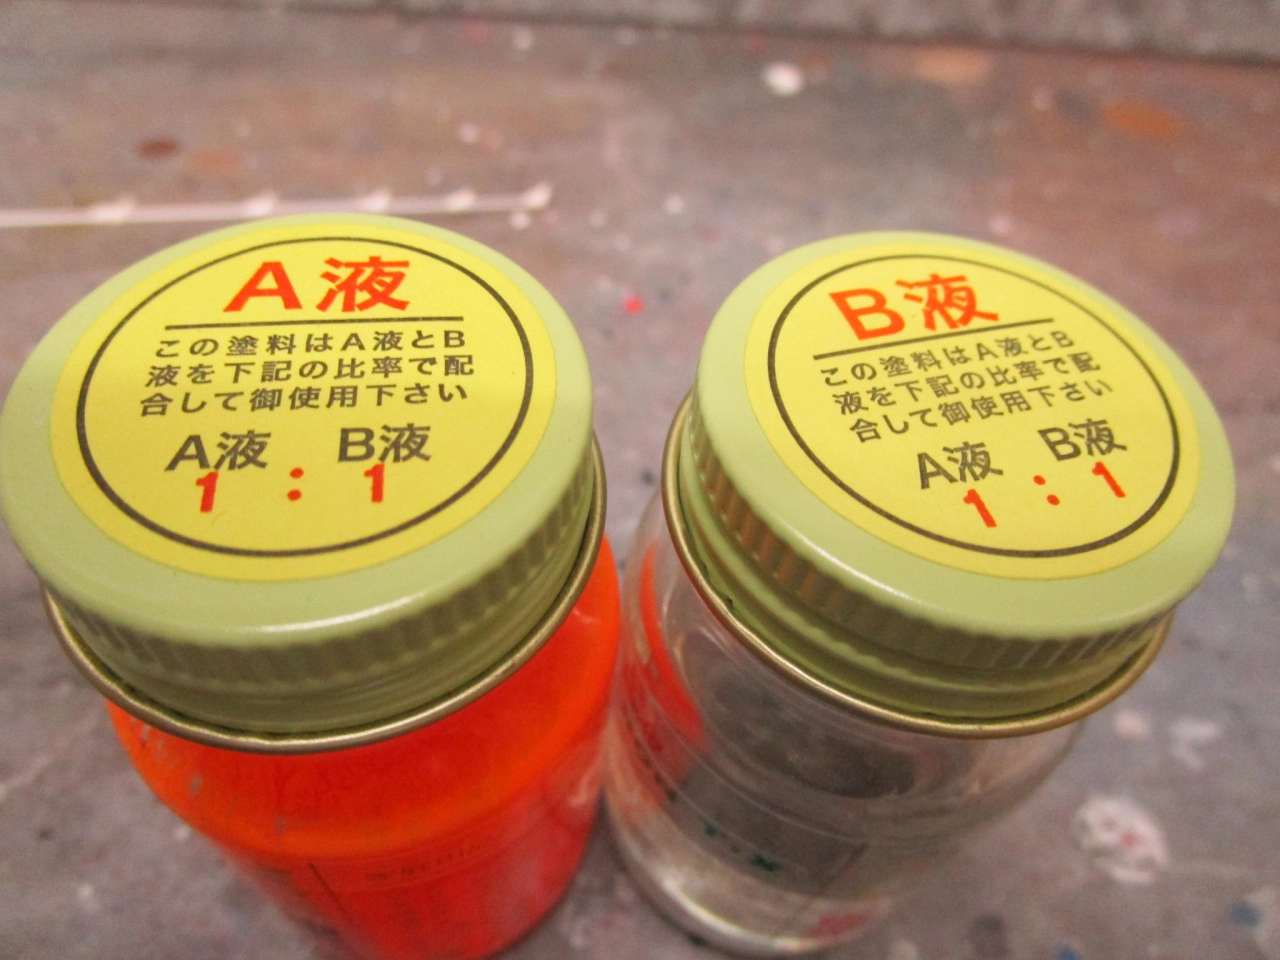 A液
この塗料はA液とB
液を下記の比率で配
合して御使用下さい
A液 B液
1 : 1
B液
この塗料はA液とB
液を下記の比率で配
合して御使用下さい
A液 B液
1 : 1